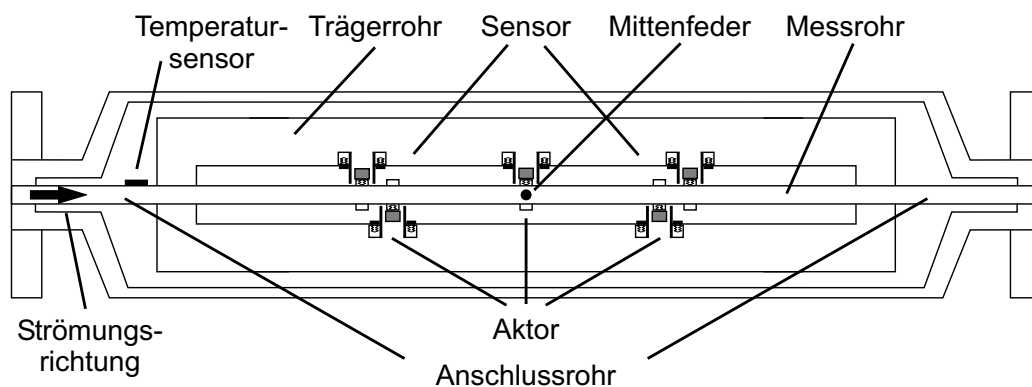 Temperatur-
sensor
Trägerrohr
Sensor
Mittenfeder
Messrohr
Strömungs-
richtung
Aktor
Anschlussrohr